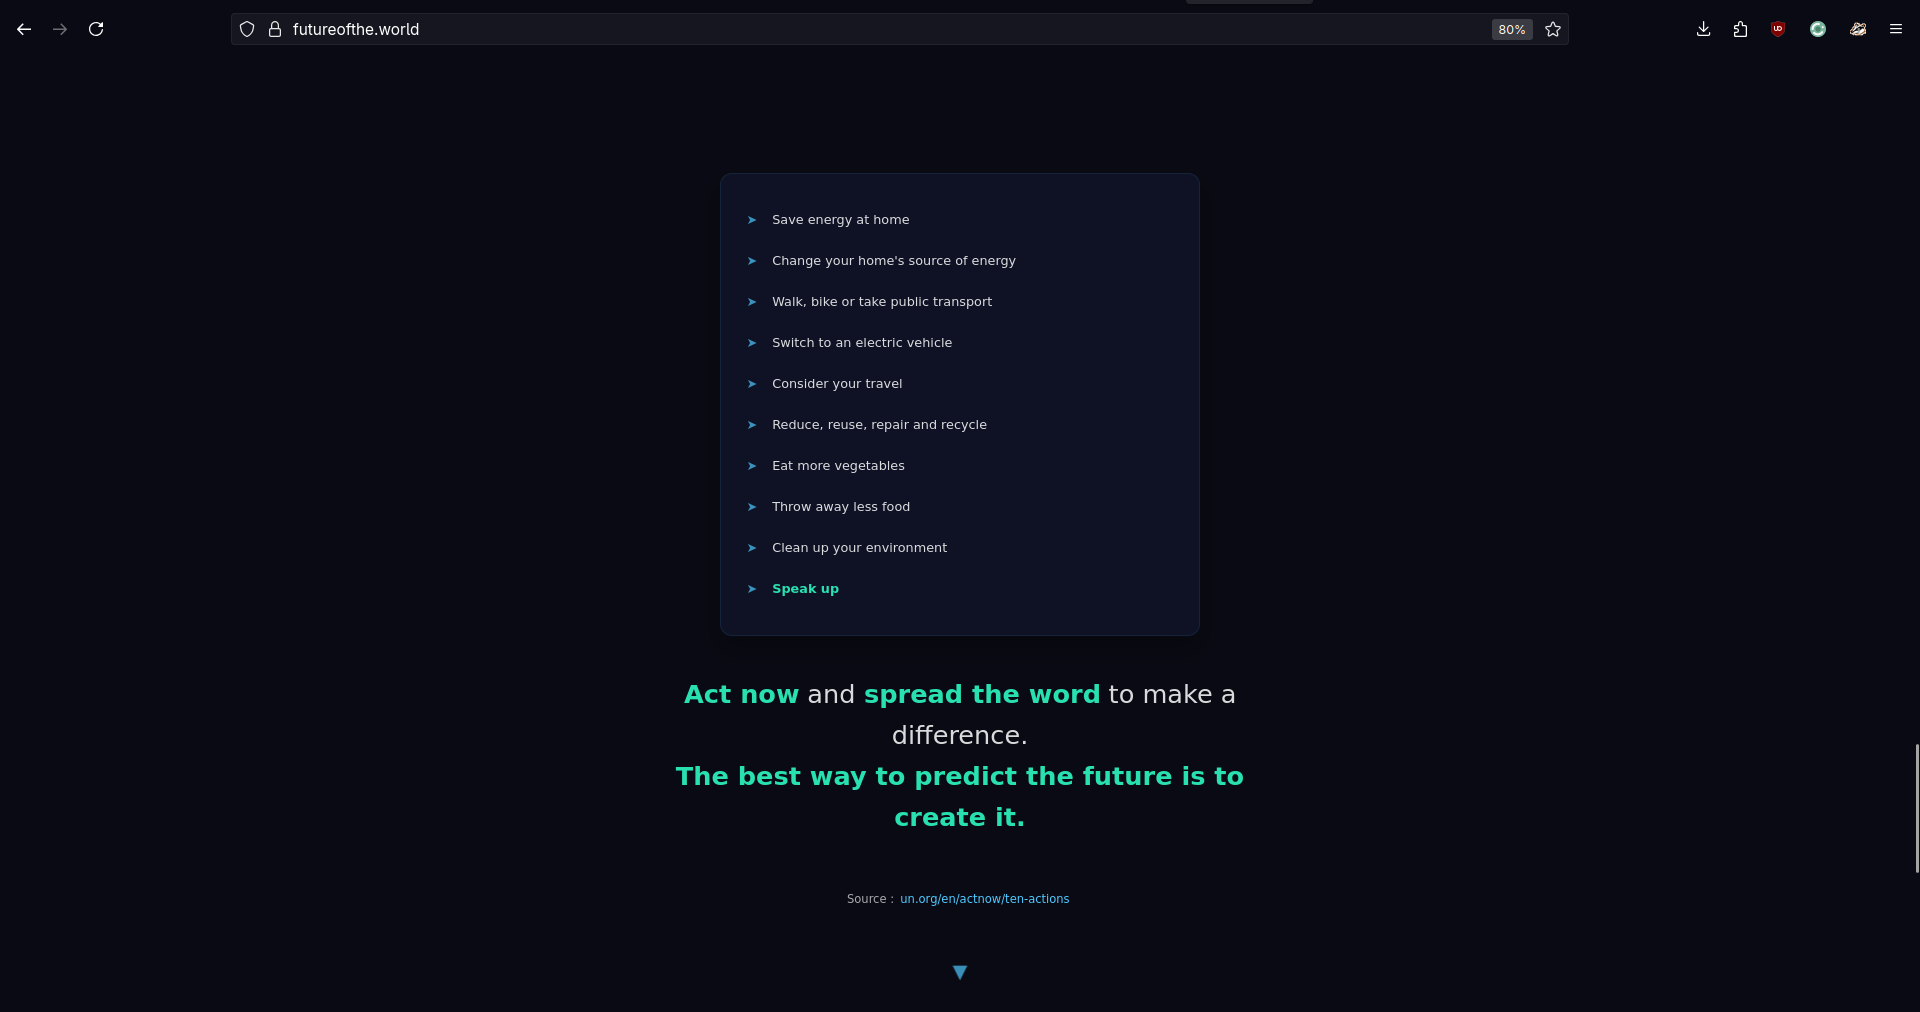 futureofthe.world
80%
Save energy at home
Change your home's source of energy
Walk, bike or take public transport
Switch to an electric vehicle
Consider your travel
Reduce, reuse, repair and recycle
Eat more vegetables
Throw away less food
Clean up your environment
Speak up
Act now and spread the word to make a
difference.
The best way to predict the future is to
create it.
Source : un.org/en/actnow/ten-actions